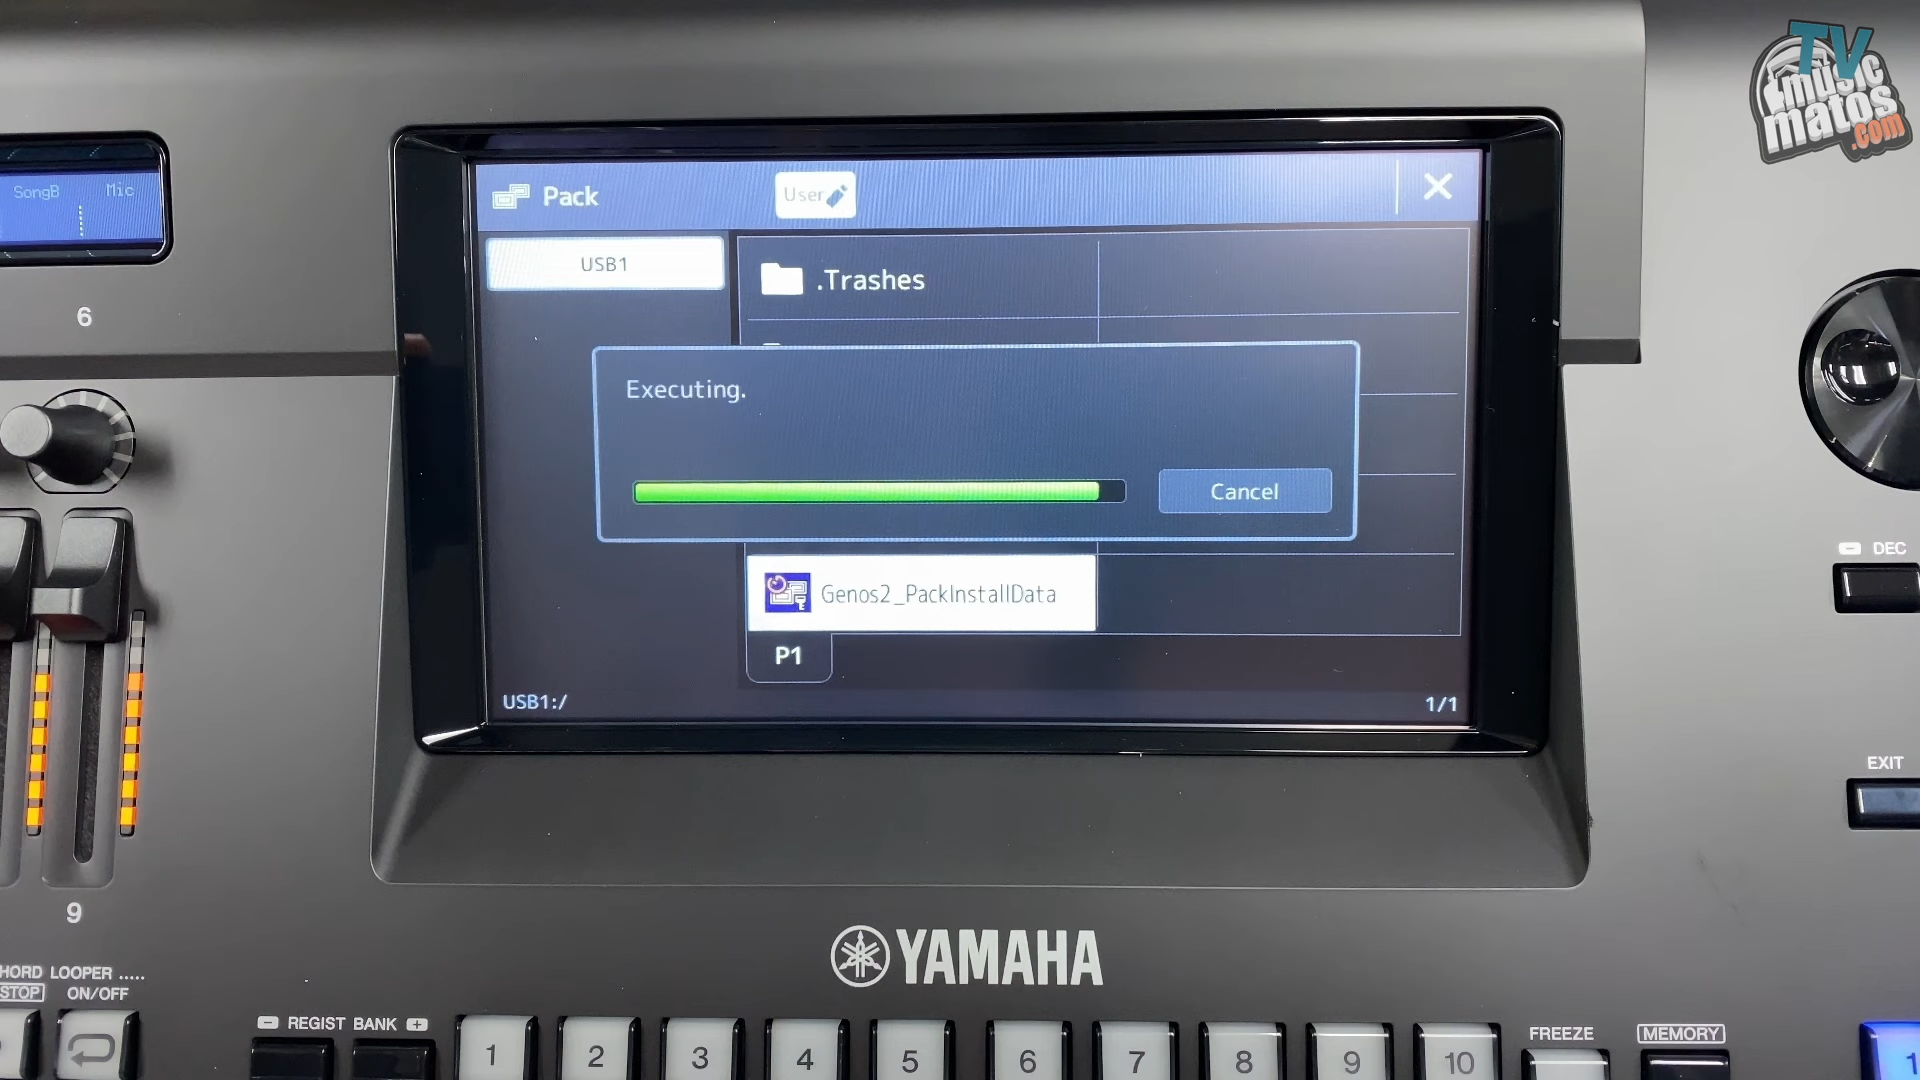 TV
music
matos
.com
SongB Mic
6
Pack
User
USB1
.Trashes
Executing.
Cancel
Genos2_PackInstallData
P1
USB1:/
1/1
DEC
EXIT
9
YAMAHA
HORD LOOPER .....
STOP ON/OFF
- REGIST BANK +
1 2 3 4 5 6 7 8 9 10
FREEZE
MEMORY
1